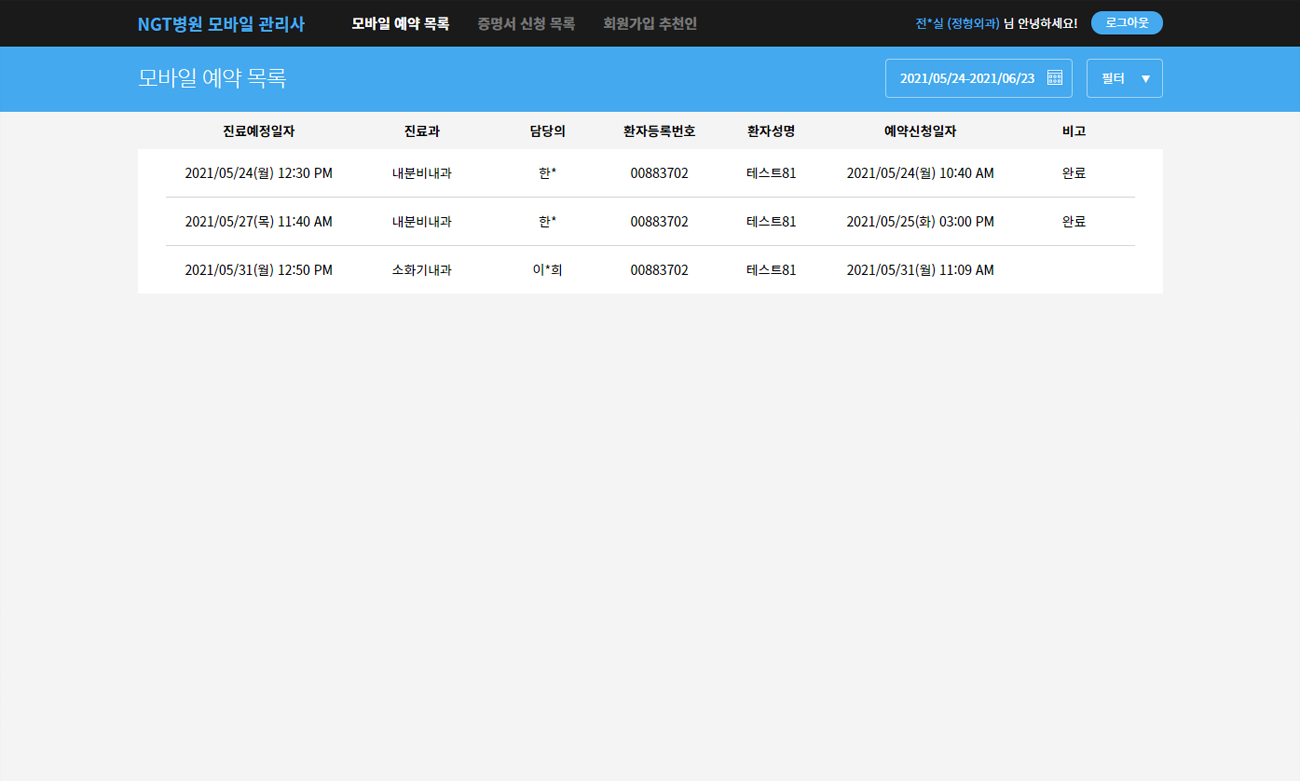 NGT병원 모바일 관리사 모바일 예약 목록 증명서 신청 목록 회원가입 추천인 전*실 (정형외과) 님 안녕하세요! 로그아웃
모바일 예약 목록 2021/05/24-2021/06/23 필터 ▼
진료예정일자 진료과 담당의 환자등록번호 환자성명 예약신청일자 비고
2021/05/24(월) 12:30 PM 내분비내과 한* 00883702 테스트81 2021/05/24(월) 10:40 AM 완료
2021/05/27(목) 11:40 AM 내분비내과 한* 00883702 테스트81 2021/05/25(화) 03:00 PM 완료
2021/05/31(월) 12:50 PM 소화기내과 이*희 00883702 테스트81 2021/05/31(월) 11:09 AM